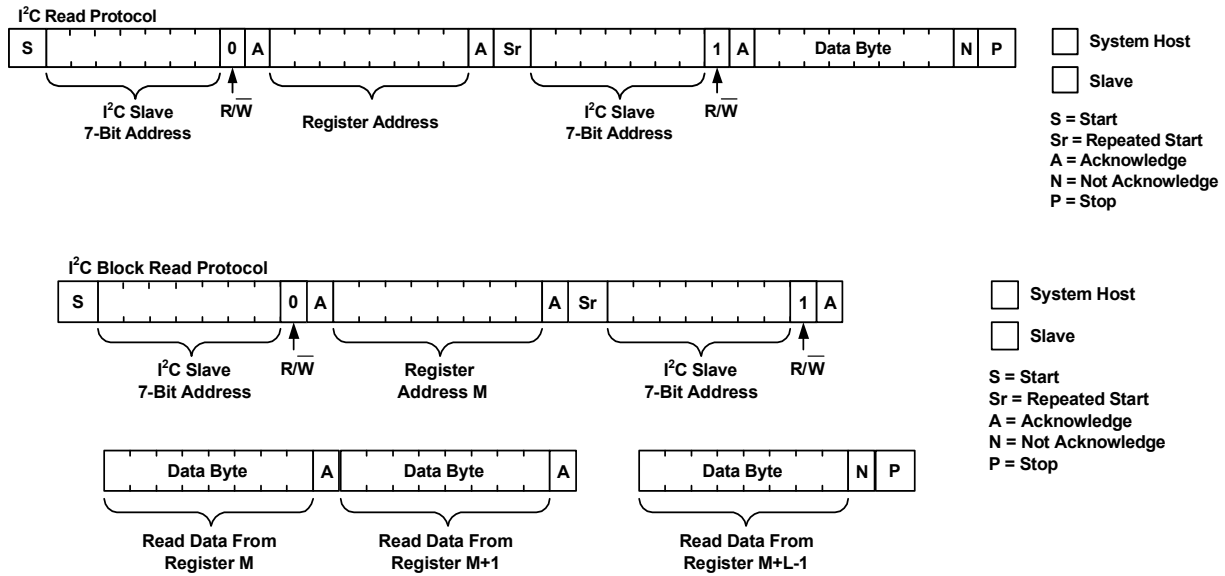 I²C Read Protocol
S 0 A A Sr 1 A Data Byte N P
I²C Slave
7-Bit Address
R/W̅
Register Address
I²C Slave
7-Bit Address
R/W̅
System Host
Slave
S = Start
Sr = Repeated Start
A = Acknowledge
N = Not Acknowledge
P = Stop
I²C Block Read Protocol
S 0 A A Sr 1 A
I²C Slave
7-Bit Address
R/W̅
Register
Address M
I²C Slave
7-Bit Address
R/W̅
Data Byte A Data Byte A Data Byte N P
Read Data From
Register M
Read Data From
Register M+1
Read Data From
Register M+L-1
System Host
Slave
S = Start
Sr = Repeated Start
A = Acknowledge
N = Not Acknowledge
P = Stop